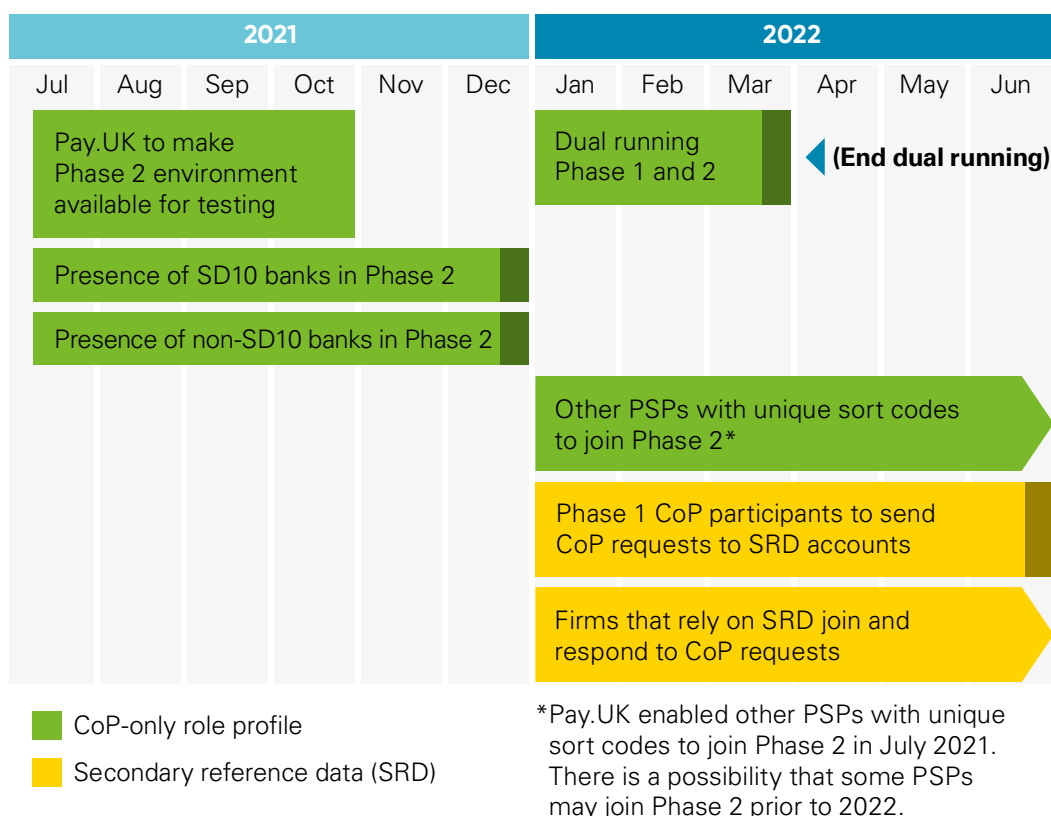 2021
2022
Jul Aug Sep Oct Nov Dec Jan Feb Mar Apr May Jun
Pay.UK to make
Phase 2 environment
available for testing
Dual running
Phase 1 and 2
(End dual running)
Presence of SD10 banks in Phase 2
Presence of non-SD10 banks in Phase 2
Other PSPs with unique sort codes
to join Phase 2*
Phase 1 CoP participants to send
CoP requests to SRD accounts
Firms that rely on SRD join and
respond to CoP requests
CoP-only role profile
Secondary reference data (SRD)
*Pay.UK enabled other PSPs with unique
sort codes to join Phase 2 in July 2021.
There is a possibility that some PSPs
may join Phase 2 prior to 2022.